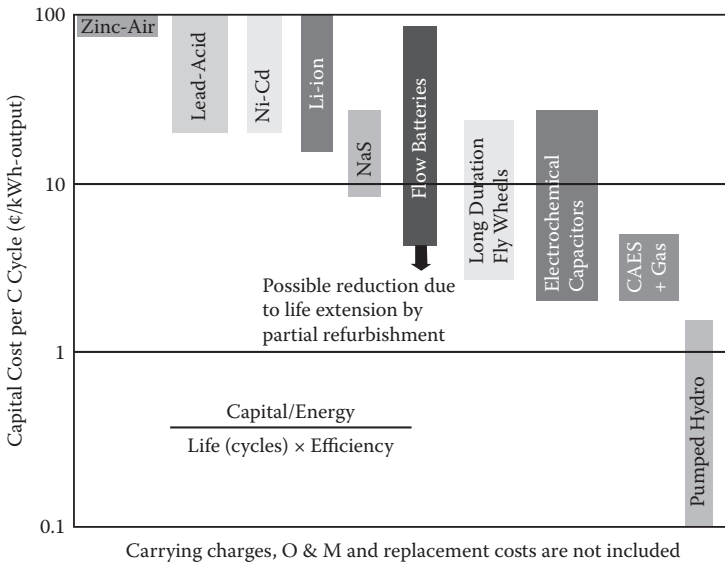 100
10
1
0.1
Capital Cost per C Cycle (¢/kWh-output)
Zinc-Air
Lead-Acid
Ni-Cd
Li-ion
NaS
Flow Batteries
Long Duration
Fly Wheels
Electrochemical
Capacitors
CAES
+ Gas
Pumped Hydro
Possible reduction due
to life extension by
partial refurbishment
Capital/Energy
Life (cycles) × Efficiency
Carrying charges, O & M and replacement costs are not included